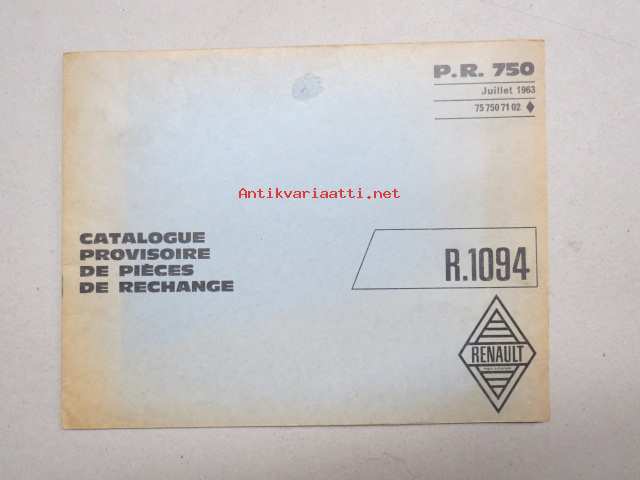 P.R. 750
Juillet 1963
75 750 71 02
Antikvariaatti.net
CATALOGUE
PROVISOIRE
DE PIÈCES
DE RECHANGE
R.1094
RENAULT